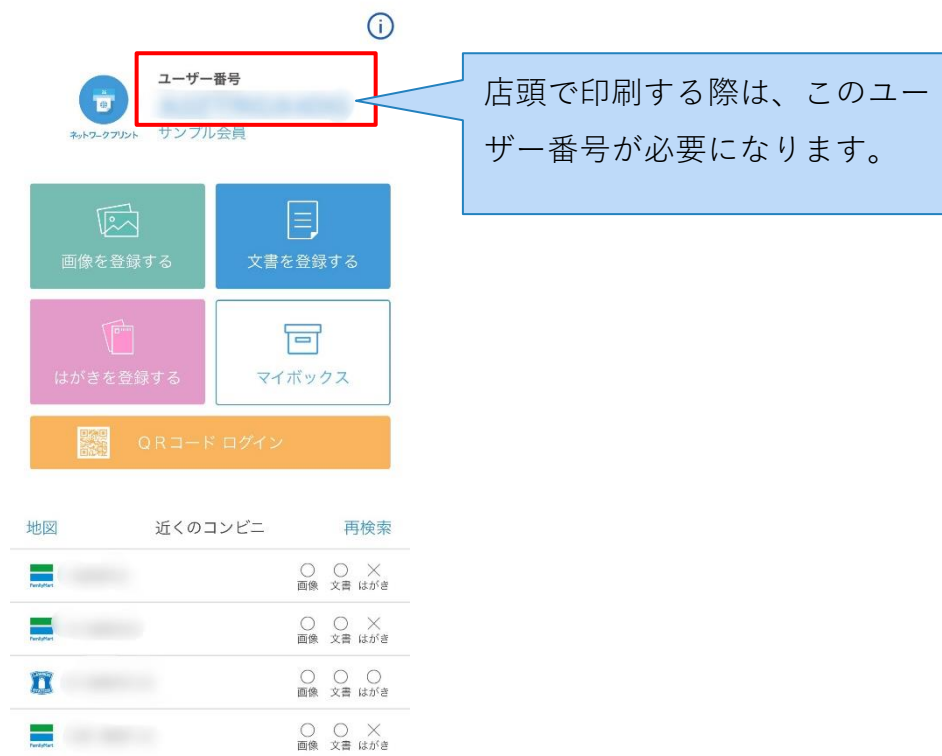 ユーザー番号
ネットワークプリント
サンプル会員
店頭で印刷する際は、このユー
ザー番号が必要になります。
画像を登録する
文書を登録する
はがきを登録する
マイボックス
QRコード ログイン
地図
近くのコンビニ
再検索
FamilyMart
画像 文書 はがき
FamilyMart
画像 文書 はがき
画像 文書 はがき
FamilyMart
画像 文書 はがき